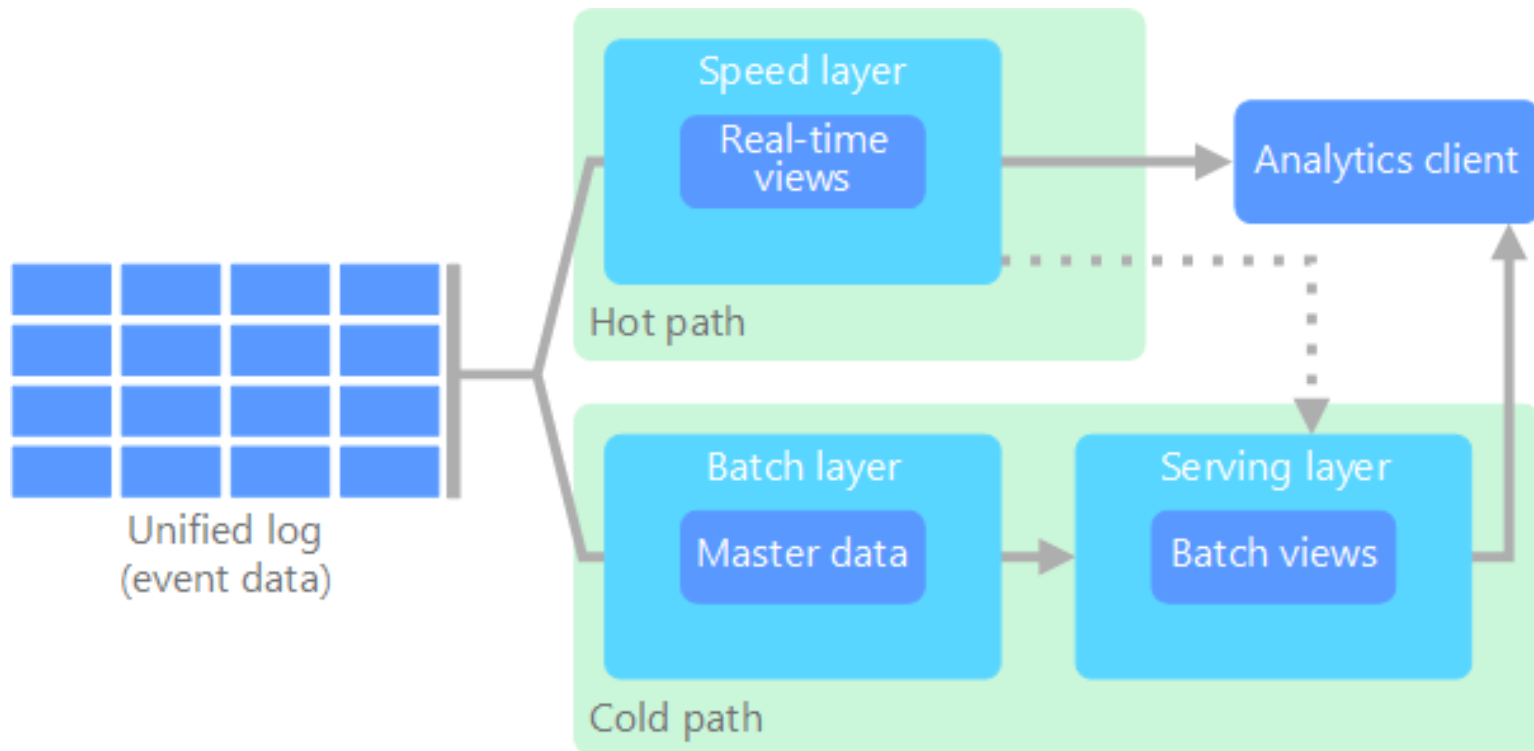 Speed layer
Real-time
views
Analytics client
Hot path
Unified log
(event data)
Batch layer
Master data
Serving layer
Batch views
Cold path